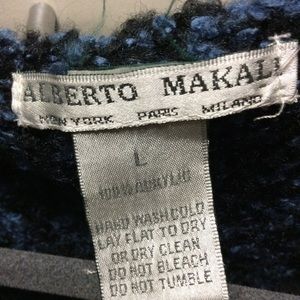 ALBERTO MAKALI
NEW YORK PARIS MILANO
L
100% ACRYLIC
HAND WASH COLD
LAY FLAT TO DRY
OR DRY CLEAN
DO NOT BLEACH
DO NOT TUMBLE